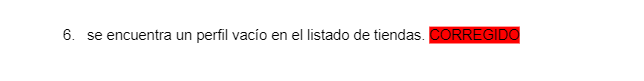 6. se encuentra un perfil vacío en el listado de tiendas. CORREGIDO